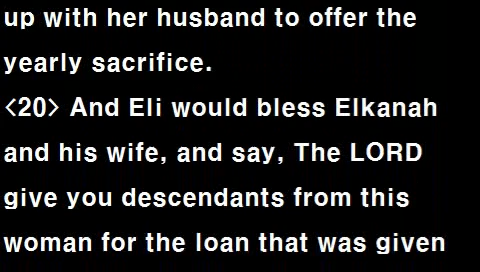 up with her husband to offer the
yearly sacrifice.
<20> And Eli would bless Elkanah
and his wife, and say, The LORD
give you descendants from this
woman for the loan that was given